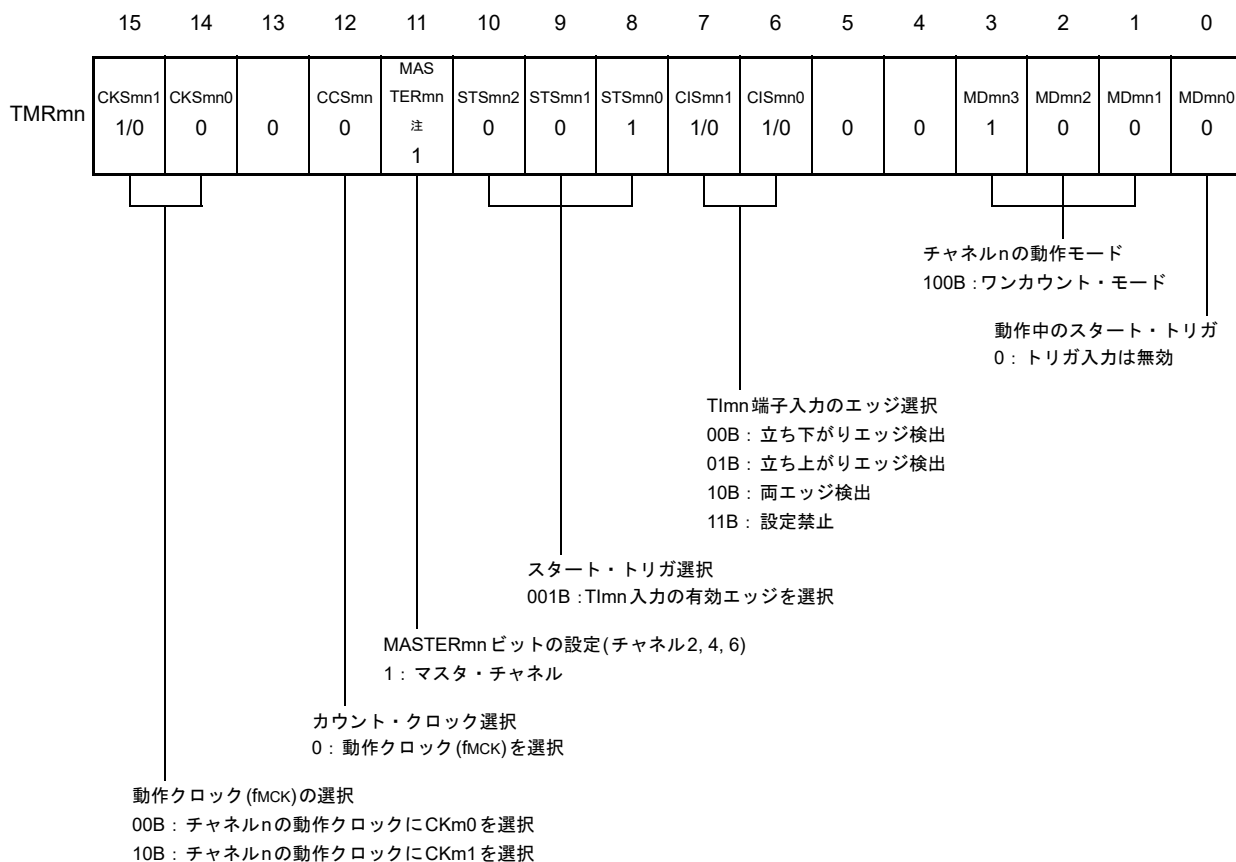 15 14 13 12 11 10 9 8 7 6 5 4 3 2 1 0
TMRmn
CKSmn1 CKSmn0 CCSmn MAS TERmn 注 STSmn2 STSmn1 STSmn0 CISmn1 CISmn0 MDmn3 MDmn2 MDmn1 MDmn0
1/0 0 0 0 1 0 0 1 1/0 1/0 0 0 1 0 0 0
チャネルnの動作モード
100B：ワンカウント・モード
動作中のスタート・トリガ
0：トリガ入力は無効
TImn端子入力のエッジ選択
00B：立ち下がりエッジ検出
01B：立ち上がりエッジ検出
10B：両エッジ検出
11B：設定禁止
スタート・トリガ選択
001B：TImn入力の有効エッジを選択
MASTERmnビットの設定(チャネル2, 4, 6)
1：マスタ・チャネル
カウント・クロック選択
0：動作クロック(fMCK)を選択
動作クロック(fMCK)の選択
00B：チャネルnの動作クロックにCKm0を選択
10B：チャネルnの動作クロックにCKm1を選択